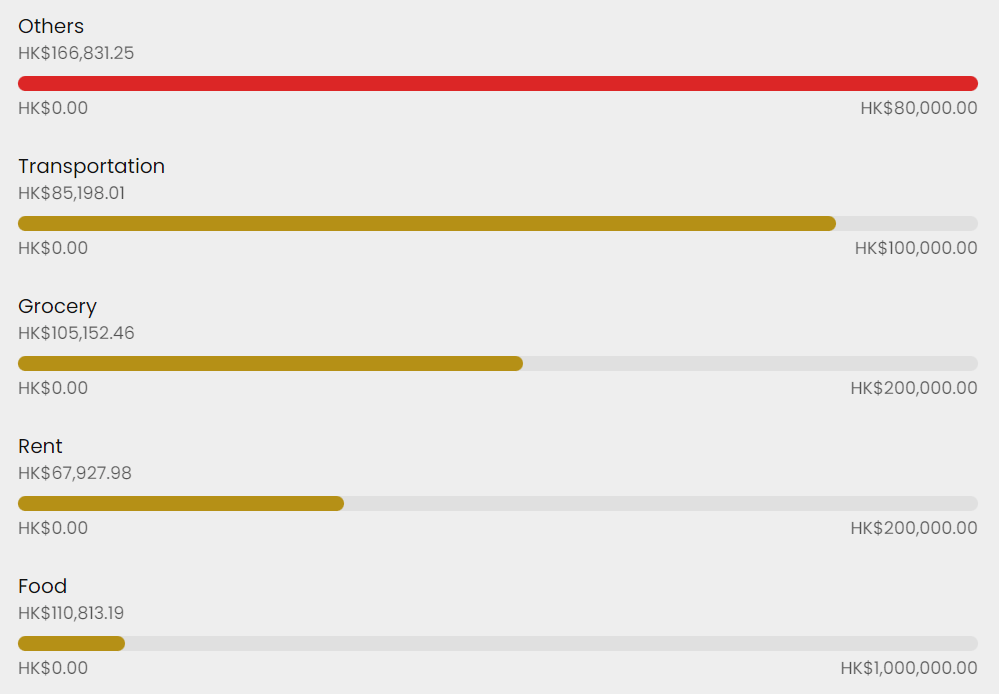 Others
HK$166,831.25
HK$0.00 HK$80,000.00
Transportation
HK$85,198.01
HK$0.00 HK$100,000.00
Grocery
HK$105,152.46
HK$0.00 HK$200,000.00
Rent
HK$67,927.98
HK$0.00 HK$200,000.00
Food
HK$110,813.19
HK$0.00 HK$1,000,000.00